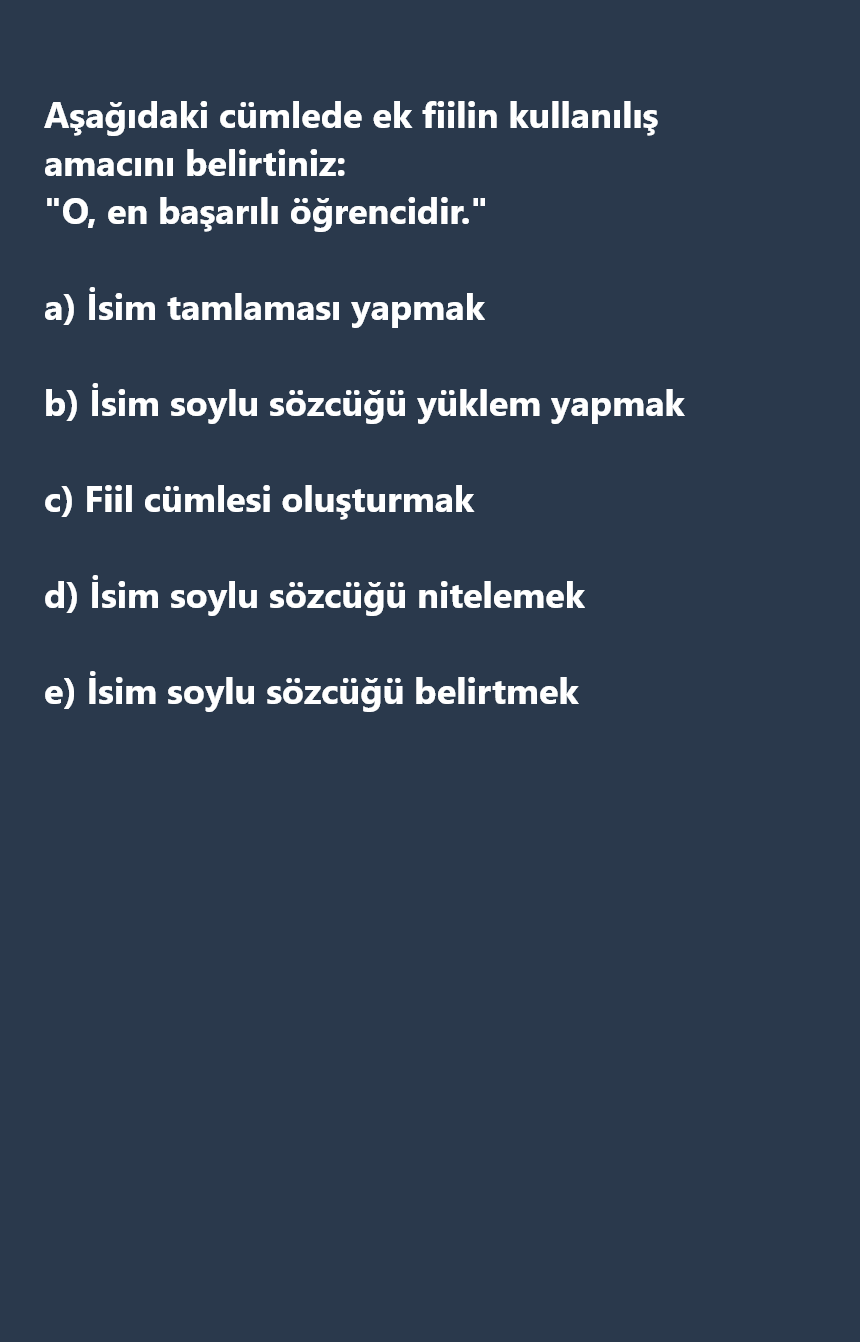 Aşağıdaki cümlede ek fiilin kullanılış
amacını belirtiniz:
"O, en başarılı öğrencidir."
a) İsim tamlaması yapmak
b) İsim soylu sözcüğü yüklem yapmak
c) Fiil cümlesi oluşturmak
d) İsim soylu sözcüğü nitelemek
e) İsim soylu sözcüğü belirtmek